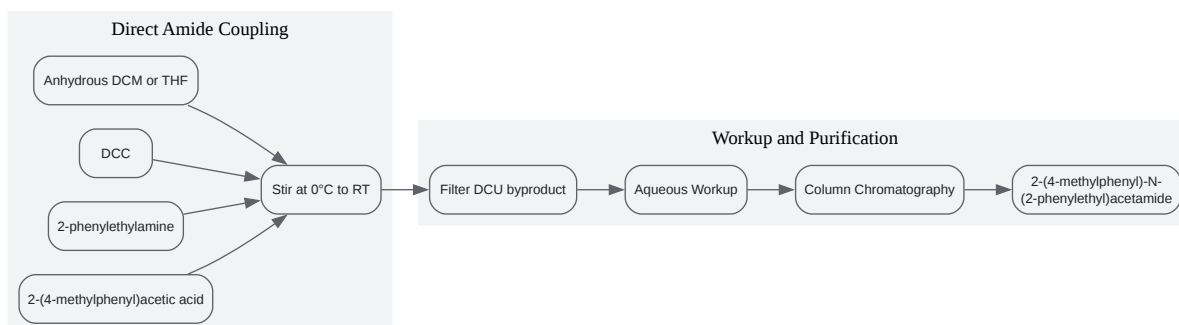 Direct Amide Coupling
Anhydrous DCM or THF
DCC
2-phenylethylamine
2-(4-methylphenyl)acetic acid
Stir at 0°C to RT
Workup and Purification
Filter DCU byproduct
Aqueous Workup
Column Chromatography
2-(4-methylphenyl)-N-
(2-phenylethyl)acetamide